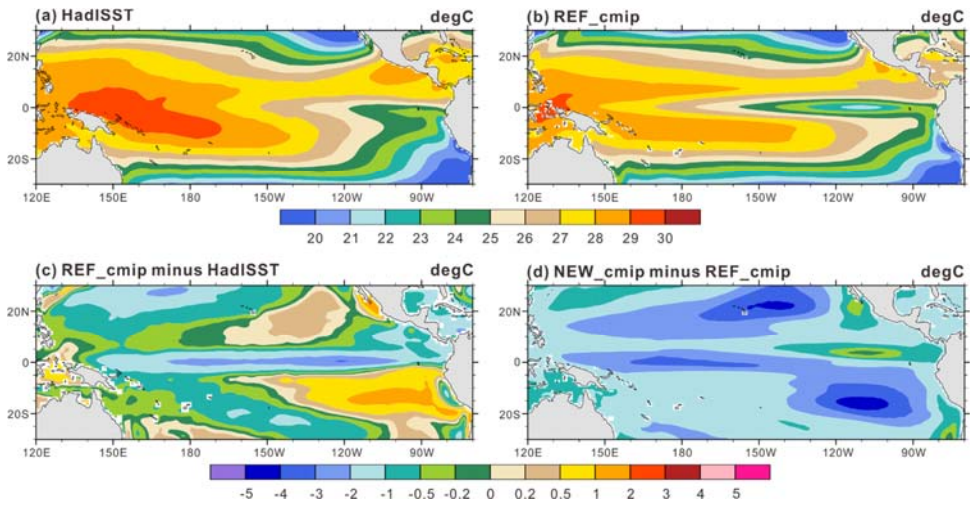 (a) HadISST degC
(b) REF_cmip degC
20N
0
20S
120E 150E 180 150W 120W 90W
20N
0
20S
120E 150E 180 150W 120W 90W
20 21 22 23 24 25 26 27 28 29 30
(c) REF_cmip minus HadISST degC
(d) NEW_cmip minus REF_cmip degC
20N
0
20S
120E 150E 180 150W 120W 90W
20N
0
20S
120E 150E 180 150W 120W 90W
-5 -4 -3 -2 -1 -0.5 -0.2 0 0.2 0.5 1 2 3 4 5